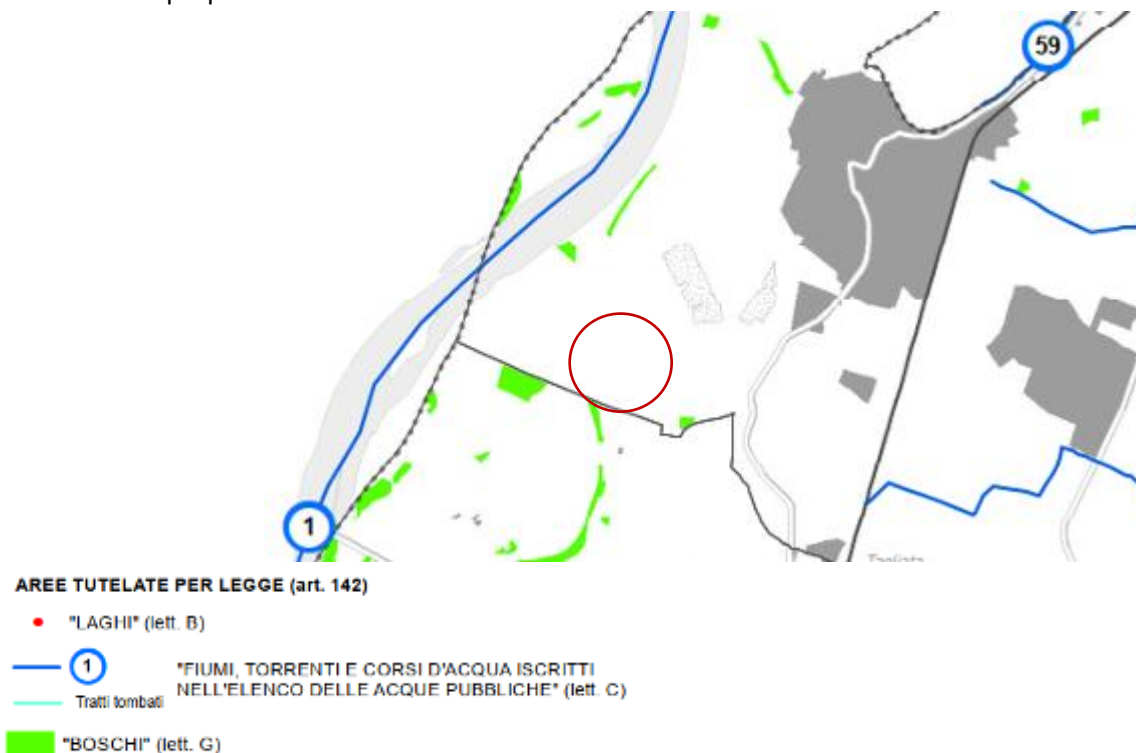 59
1
AREE TUTELATE PER LEGGE (art. 142)
"LAGHI" (lett. B)
1
"FIUMI, TORRENTI E CORSI D'ACQUA ISCRITTI
NELL'ELENCO DELLE ACQUE PUBBLICHE" (lett. C)
Tratti tombati
"BOSCHI" (lett. G)